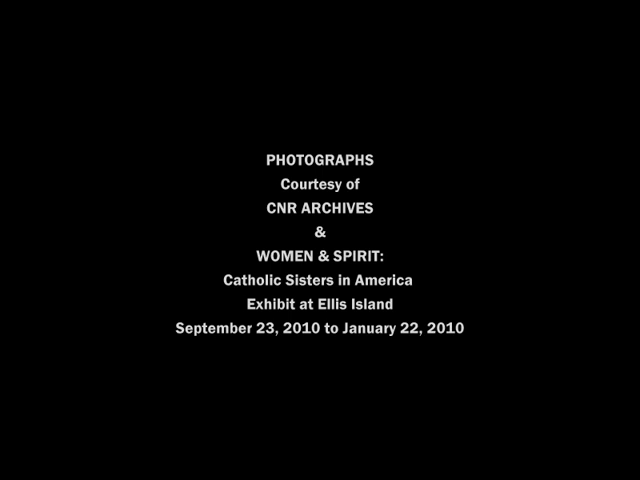 PHOTOGRAPHS
Courtesy of
CNR ARCHIVES
&
WOMEN & SPIRIT:
Catholic Sisters in America
Exhibit at Ellis Island
September 23, 2010 to January 22, 2010